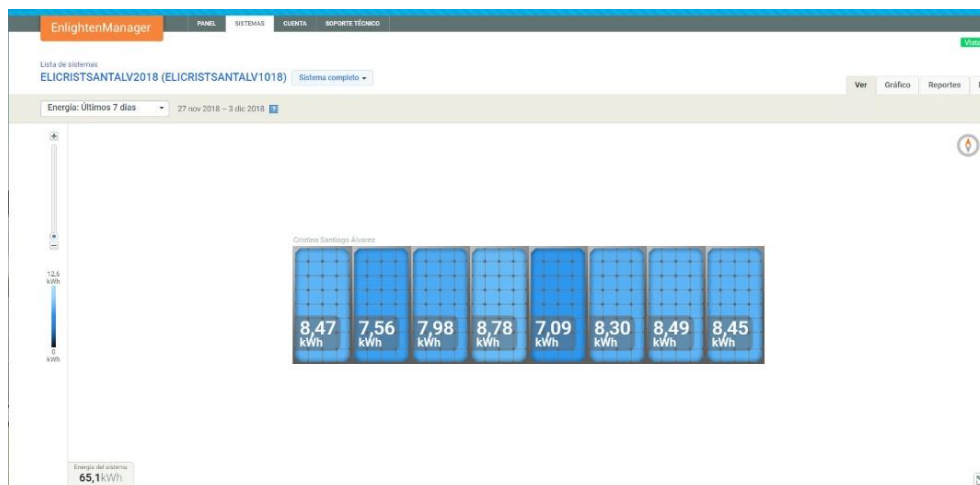 EnlightenManager
PANEL SISTEMAS CUENTA SOPORTE TÉCNICO
Vista
Lista de sistemas
ELICRISTSANTALV2018 (ELICRISTSANTALV1018) Sistema completo
Ver Gráfico Reportes
Energía: Últimos 7 días 27 nov 2018 – 3 dic 2018 ?
Cristina Santiago Álvarez
12,6
kWh
8,47 7,56 7,98 8,78 7,09 8,30 8,49 8,45
kWh kWh kWh kWh kWh kWh kWh kWh
0
kWh
Energía del sistema
65,1kWh